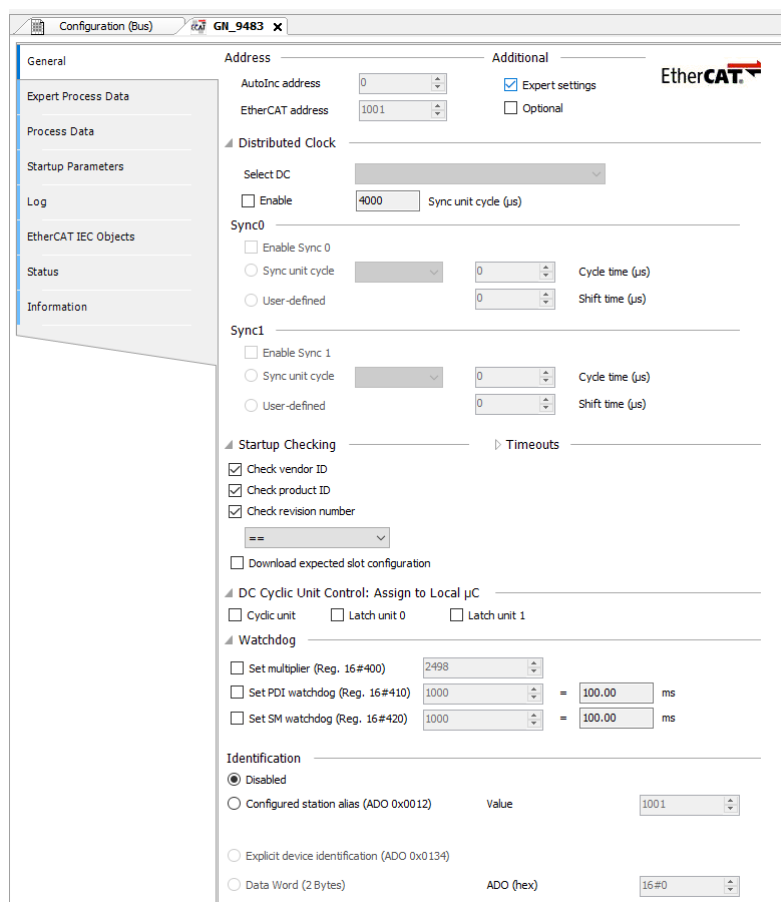 Configuration (Bus) GN_9483
General
Expert Process Data
Process Data
Startup Parameters
Log
EtherCAT IEC Objects
Status
Information
Address Additional
AutoInc address 0 Expert settings
EtherCAT address 1001 Optional
EtherCAT.
Distributed Clock
Select DC
Enable 4000 Sync unit cycle (µs)
Sync0
Enable Sync 0
Sync unit cycle 0 Cycle time (µs)
User-defined 0 Shift time (µs)
Sync1
Enable Sync 1
Sync unit cycle 0 Cycle time (µs)
User-defined 0 Shift time (µs)
Startup Checking Timeouts
Check vendor ID
Check product ID
Check revision number
==
Download expected slot configuration
DC Cyclic Unit Control: Assign to Local µC
Cyclic unit Latch unit 0 Latch unit 1
Watchdog
Set multiplier (Reg. 16#400) 2498
Set PDI watchdog (Reg. 16#410) 1000 = 100.00 ms
Set SM watchdog (Reg. 16#420) 1000 = 100.00 ms
Identification
Disabled
Configured station alias (ADO 0x0012) Value 1001
Explicit device identification (ADO 0x0134)
Data Word (2 Bytes) ADO (hex) 16#0